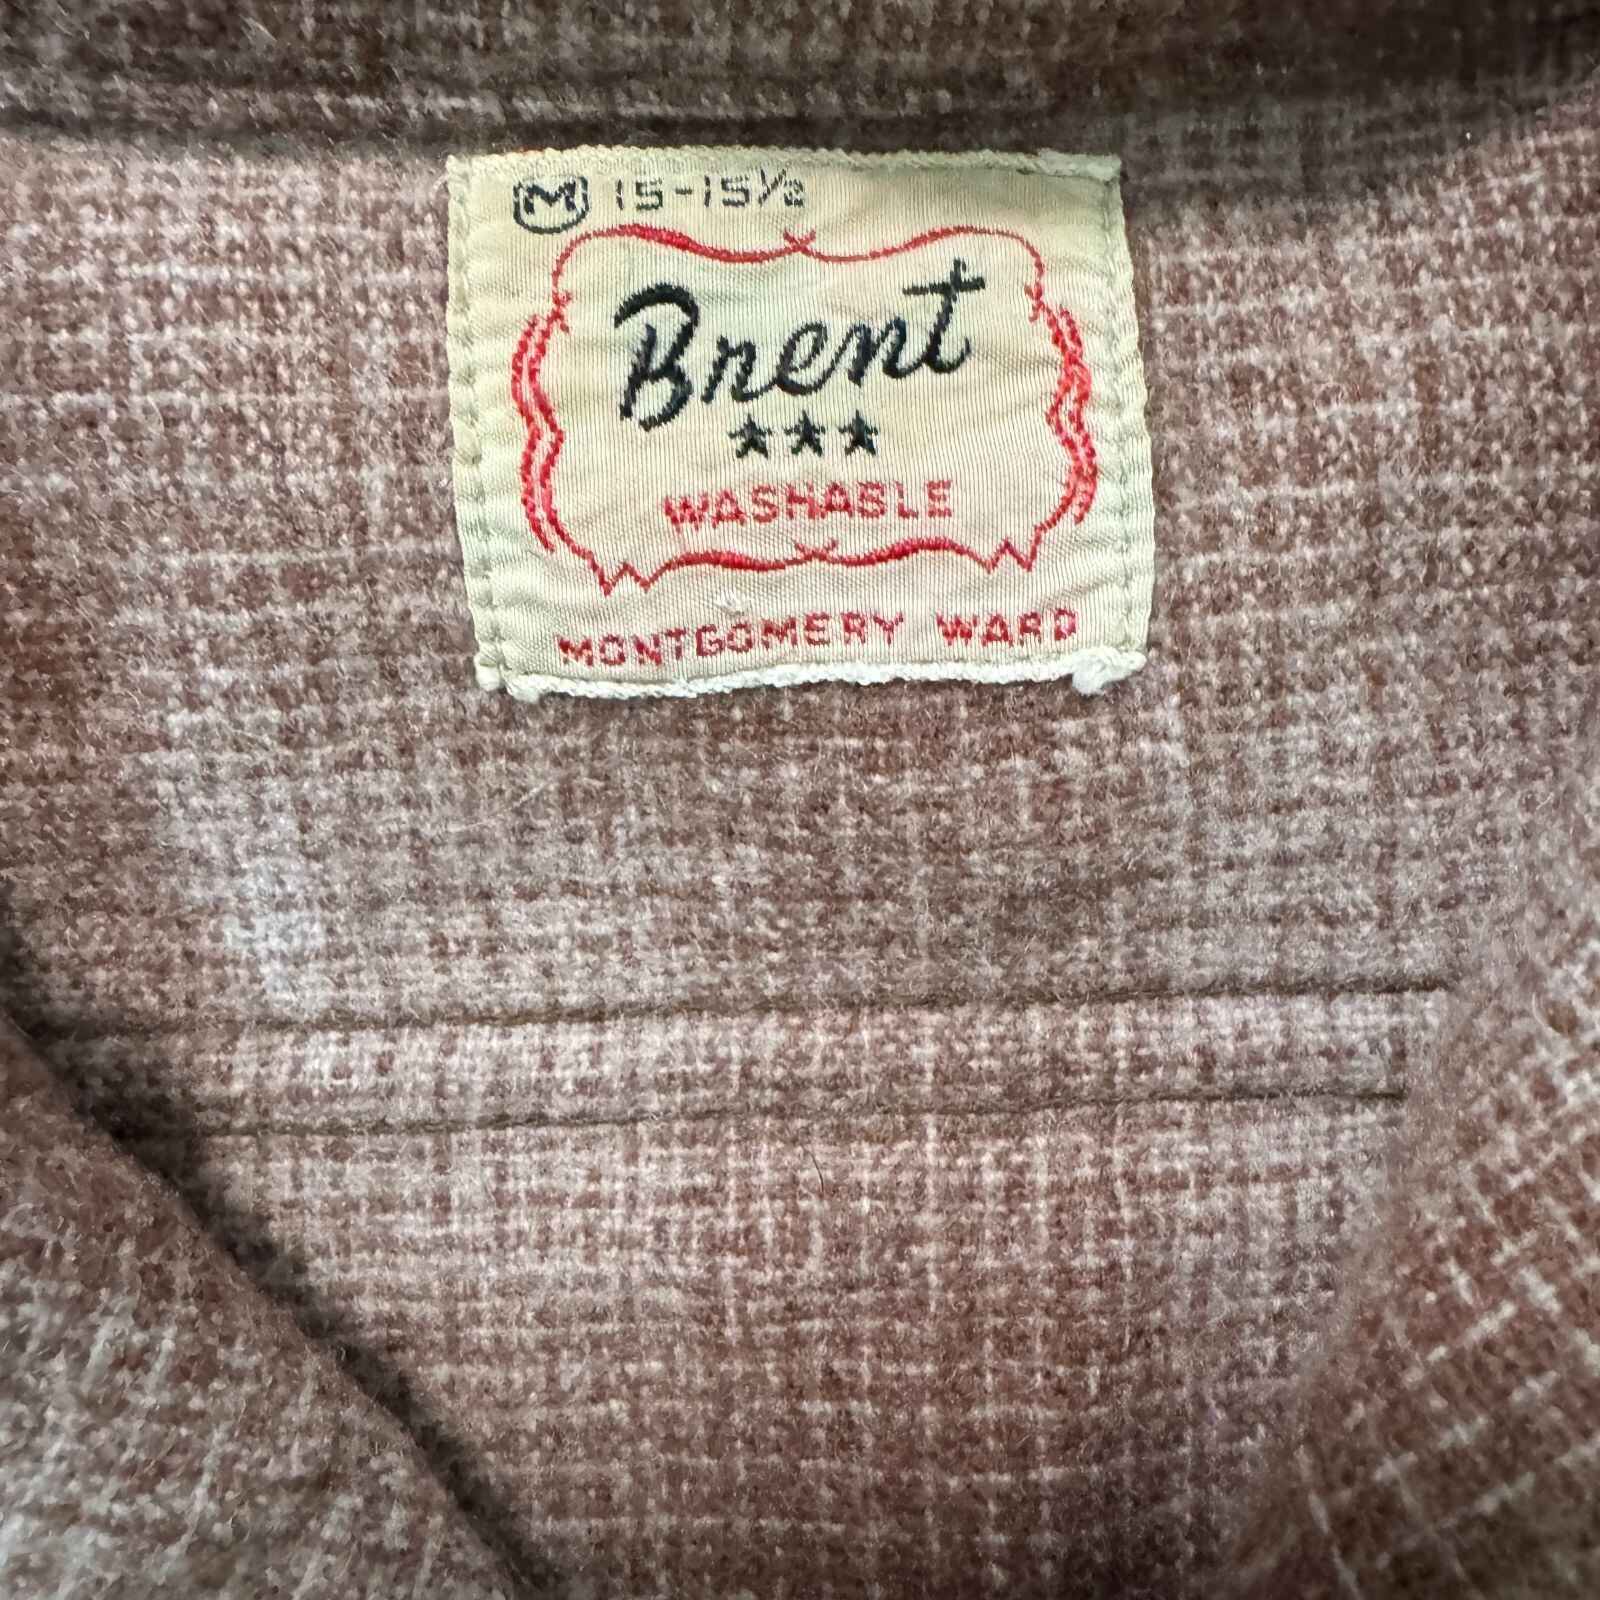 M 15-15½
Brent
★★★
WASHABLE
MONTGOMERY WARD